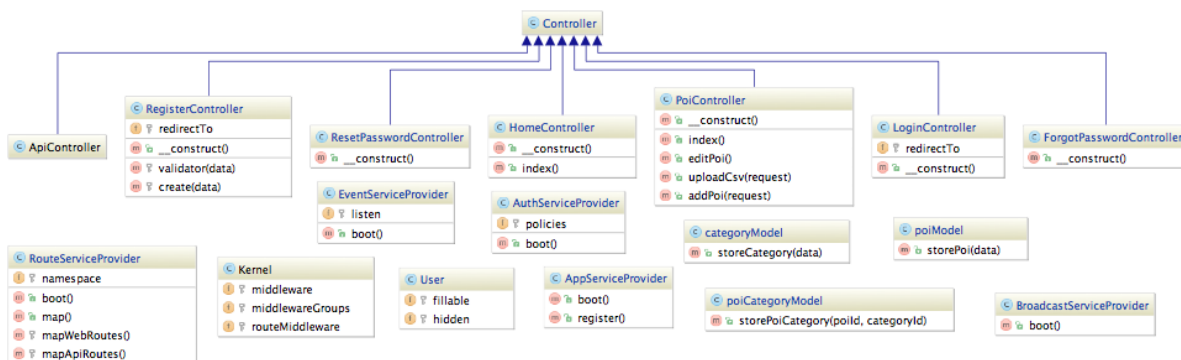 Controller
ApiController
RegisterController
redirectTo
__construct()
validator(data)
create(data)
ResetPasswordController
__construct()
HomeController
__construct()
index()
PoiController
__construct()
index()
editPoi()
uploadCsv(request)
addPoi(request)
LoginController
redirectTo
__construct()
ForgotPasswordController
__construct()
EventServiceProvider
listen
boot()
AuthServiceProvider
policies
boot()
categoryModel
storeCategory(data)
poiModel
storePoi(data)
RouteServiceProvider
namespace
boot()
map()
mapWebRoutes()
mapApiRoutes()
Kernel
middleware
middlewareGroups
routeMiddleware
User
fillable
hidden
AppServiceProvider
boot()
register()
poiCategoryModel
storePoiCategory(poiId, categoryId)
BroadcastServiceProvider
boot()